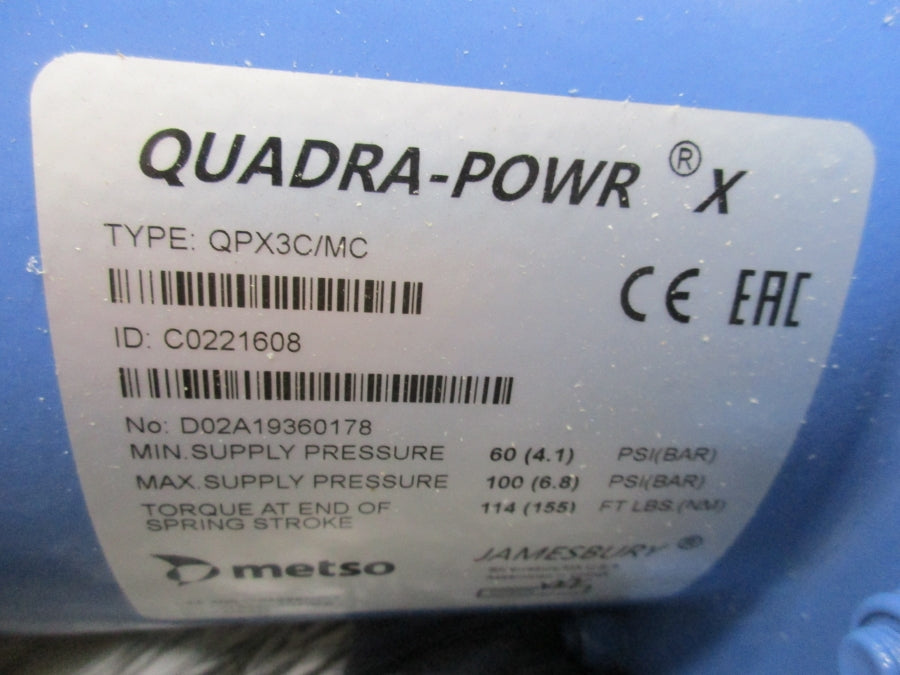 QUADRA-POWR ® X
TYPE: QPX3C/MC
CE EAC
ID: C0221608
No: D02A19360178
MIN.SUPPLY PRESSURE 60 (4.1) PSI(BAR)
MAX.SUPPLY PRESSURE 100 (6.8) PSI(BAR)
TORQUE AT END OF
SPRING STROKE 114 (155) FT LBS.(NM)
metso JAMESBURY ®